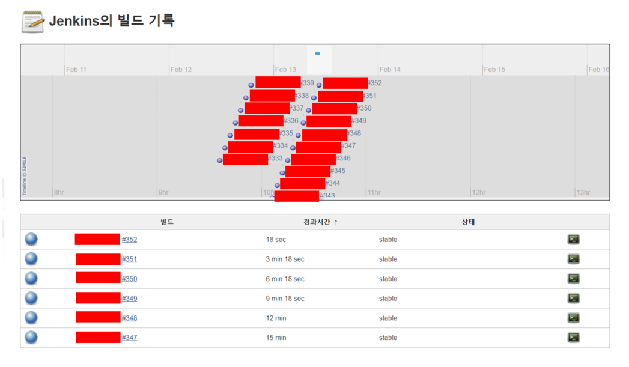 Jenkins의 빌드 기록
Feb 11 Feb 12 Feb 13 Feb 14 Feb 15 Feb 16
#339 #352
#338 #351
#337 #350
#336 #349
#335 #348
#334 #347
#333 #346
#345
#344
#343
8hr 9hr 10hr 11hr 12hr 13hr
빌드 경과시간 ↑ 상태
#352 18 sec stable
#351 3 min 18 sec stable
#350 6 min 18 sec stable
#349 9 min 18 sec stable
#348 12 min stable
#347 15 min stable